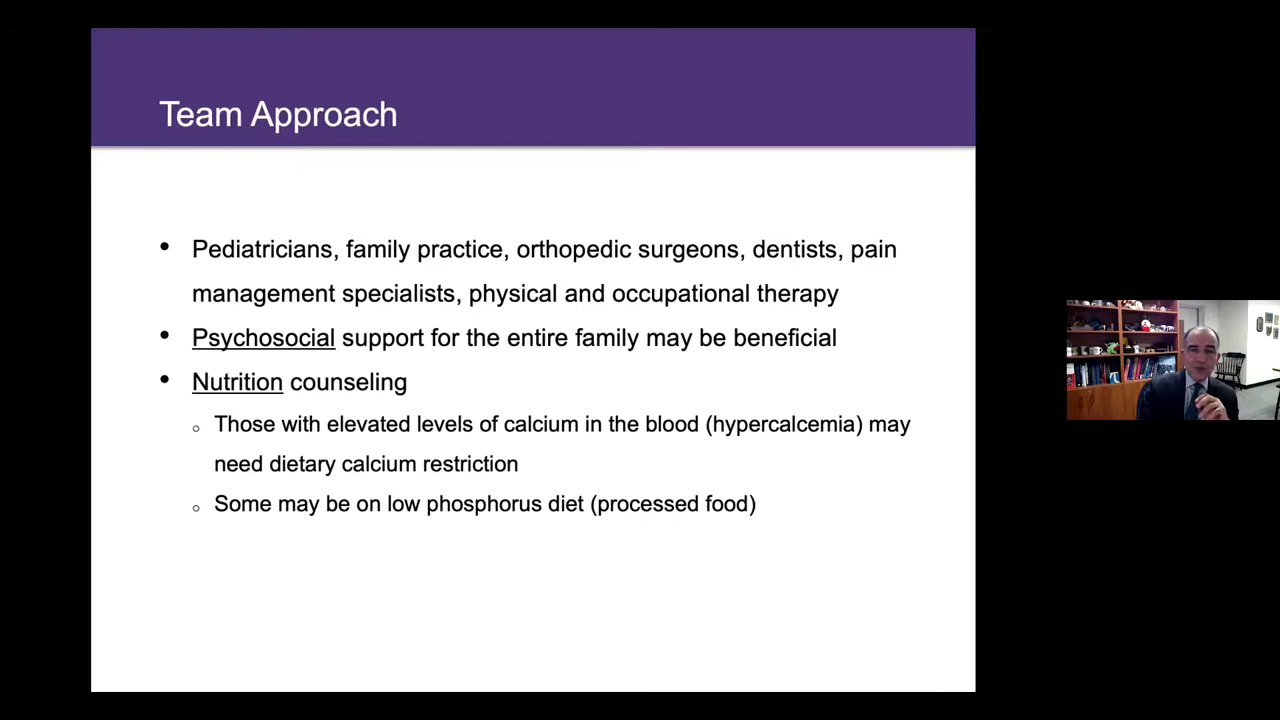 Team Approach
• Pediatricians, family practice, orthopedic surgeons, dentists, pain
management specialists, physical and occupational therapy
• Psychosocial support for the entire family may be beneficial
• Nutrition counseling
○ Those with elevated levels of calcium in the blood (hypercalcemia) may
need dietary calcium restriction
○ Some may be on low phosphorus diet (processed food)